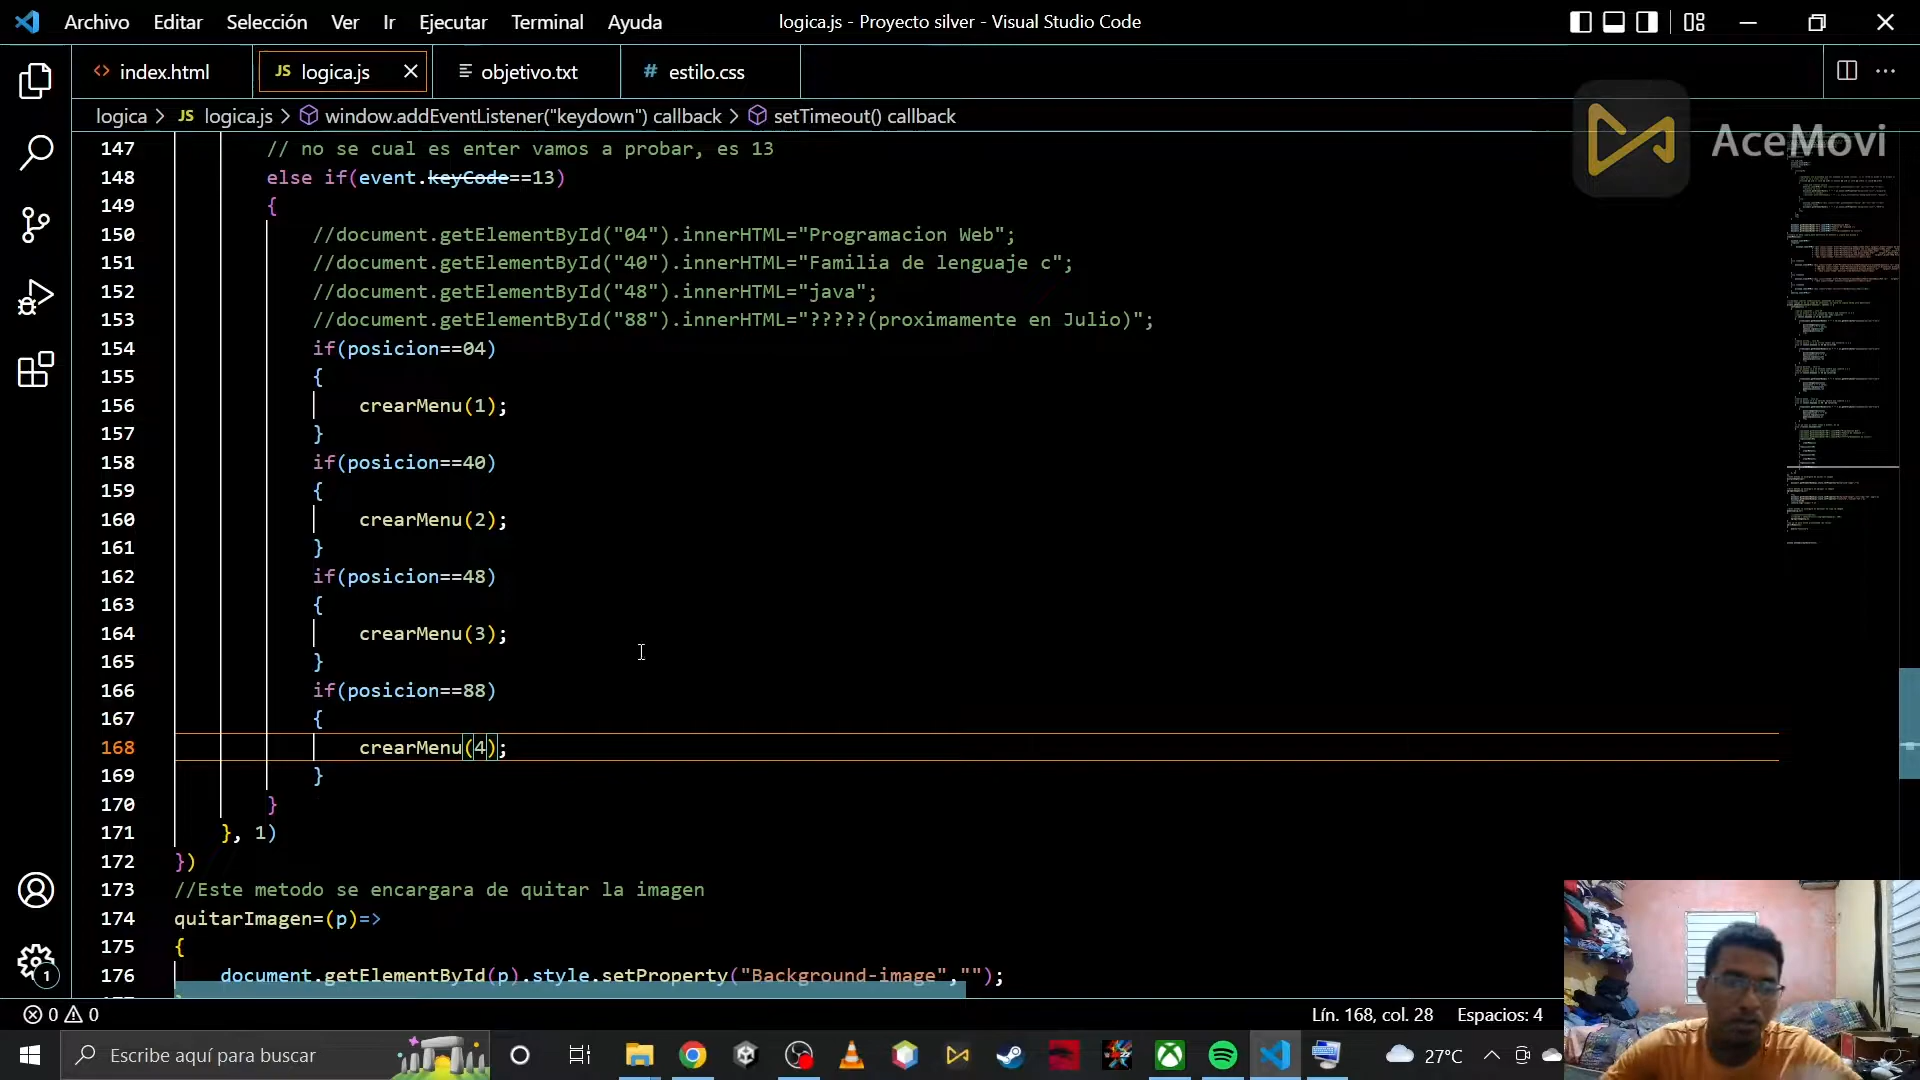 Archivo Editar Selección Ver Ir Ejecutar Terminal Ayuda
logica.js - Proyecto silver - Visual Studio Code
index.html
JS logica.js
objetivo.txt
# estilo.css
AceMovi
logica > JS logica.js > window.addEventListener("keydown") callback > setTimeout() callback
147 // no se cual es enter vamos a probar, es 13
148 else if(event.keyCode==13)
149 {
150 //document.getElementById("04").innerHTML="Programacion Web";
151 //document.getElementById("40").innerHTML="Familia de lenguaje c";
152 //document.getElementById("48").innerHTML="java";
153 //document.getElementById("88").innerHTML="?????(proximamente en Julio)";
154 if(posicion==04)
155 {
156 crearMenu(1);
157 }
158 if(posicion==40)
159 {
160 crearMenu(2);
161 }
162 if(posicion==48)
163 {
164 crearMenu(3);
165 }
166 if(posicion==88)
167 {
168 crearMenu(4);
169 }
170 }
171 }, 1)
172 })
173 //Este metodo se encargara de quitar la imagen
174 quitarImagen=(p)=>
175 {
176 document.getElementById(p).style.setProperty("Background-image","");
1
0 0
Lín. 168, col. 28 Espacios: 4
Escribe aquí para buscar
27°C